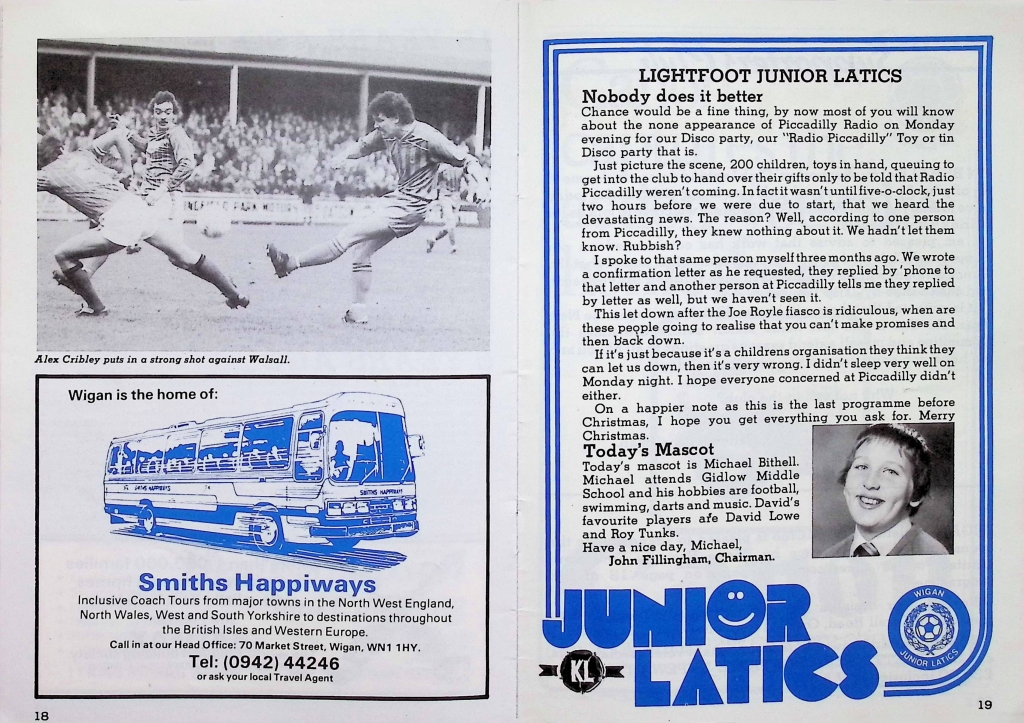 Alex Cribley puts in a strong shot against Walsall.
Wigan is the home of:
SMITHS HAPPIWAYS
SMITHS HAPPIWAYS
Smiths Happiways
Inclusive Coach Tours from major towns in the North West England,
North Wales, West and South Yorkshire to destinations throughout
the British Isles and Western Europe.
Call in at our Head Office: 70 Market Street, Wigan, WN1 1HY.
Tel: (0942) 44246
or ask your local Travel Agent
18
LIGHTFOOT JUNIOR LATICS
Nobody does it better
Chance would be a fine thing, by now most of you will know
about the none appearance of Piccadilly Radio on Monday
evening for our Disco party, our "Radio Piccadilly" Toy or tin
Disco party that is.
Just picture the scene, 200 children, toys in hand, queuing to
get into the club to hand over their gifts only to be told that Radio
Piccadilly weren't coming. In fact it wasn't until five-o-clock, just
two hours before we were due to start, that we heard the
devastating news. The reason? Well, according to one person
from Piccadilly, they knew nothing about it. We hadn't let them
know. Rubbish?
I spoke to that same person myself three months ago. We wrote
a confirmation letter as he requested, they replied by 'phone to
that letter and another person at Piccadilly tells me they replied
by letter as well, but we haven't seen it.
This let down after the Joe Royle fiasco is ridiculous, when are
these people going to realise that you can't make promises and
then back down.
If it's just because it's a childrens organisation they think they
can let us down, then it's very wrong. I didn't sleep very well on
Monday night. I hope everyone concerned at Piccadilly didn't
either.
On a happier note as this is the last programme before
Christmas, I hope you get everything you ask for. Merry
Christmas.
Today's Mascot
Today's mascot is Michael Bithell.
Michael attends Gidlow Middle
School and his hobbies are football,
swimming, darts and music. David's
favourite players are David Lowe
and Roy Tunks.
Have a nice day, Michael,
John Fillingham, Chairman.
JUNIOR
LATICS
KL
WIGAN
JUNIOR LATICS
19